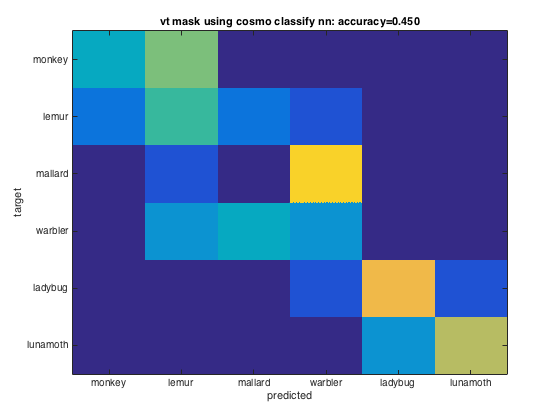 vt mask using cosmo classify nn: accuracy=0.450
monkey
lemur
mallard
warbler
ladybug
lunamoth
target
monkey lemur mallard warbler ladybug lunamoth
predicted